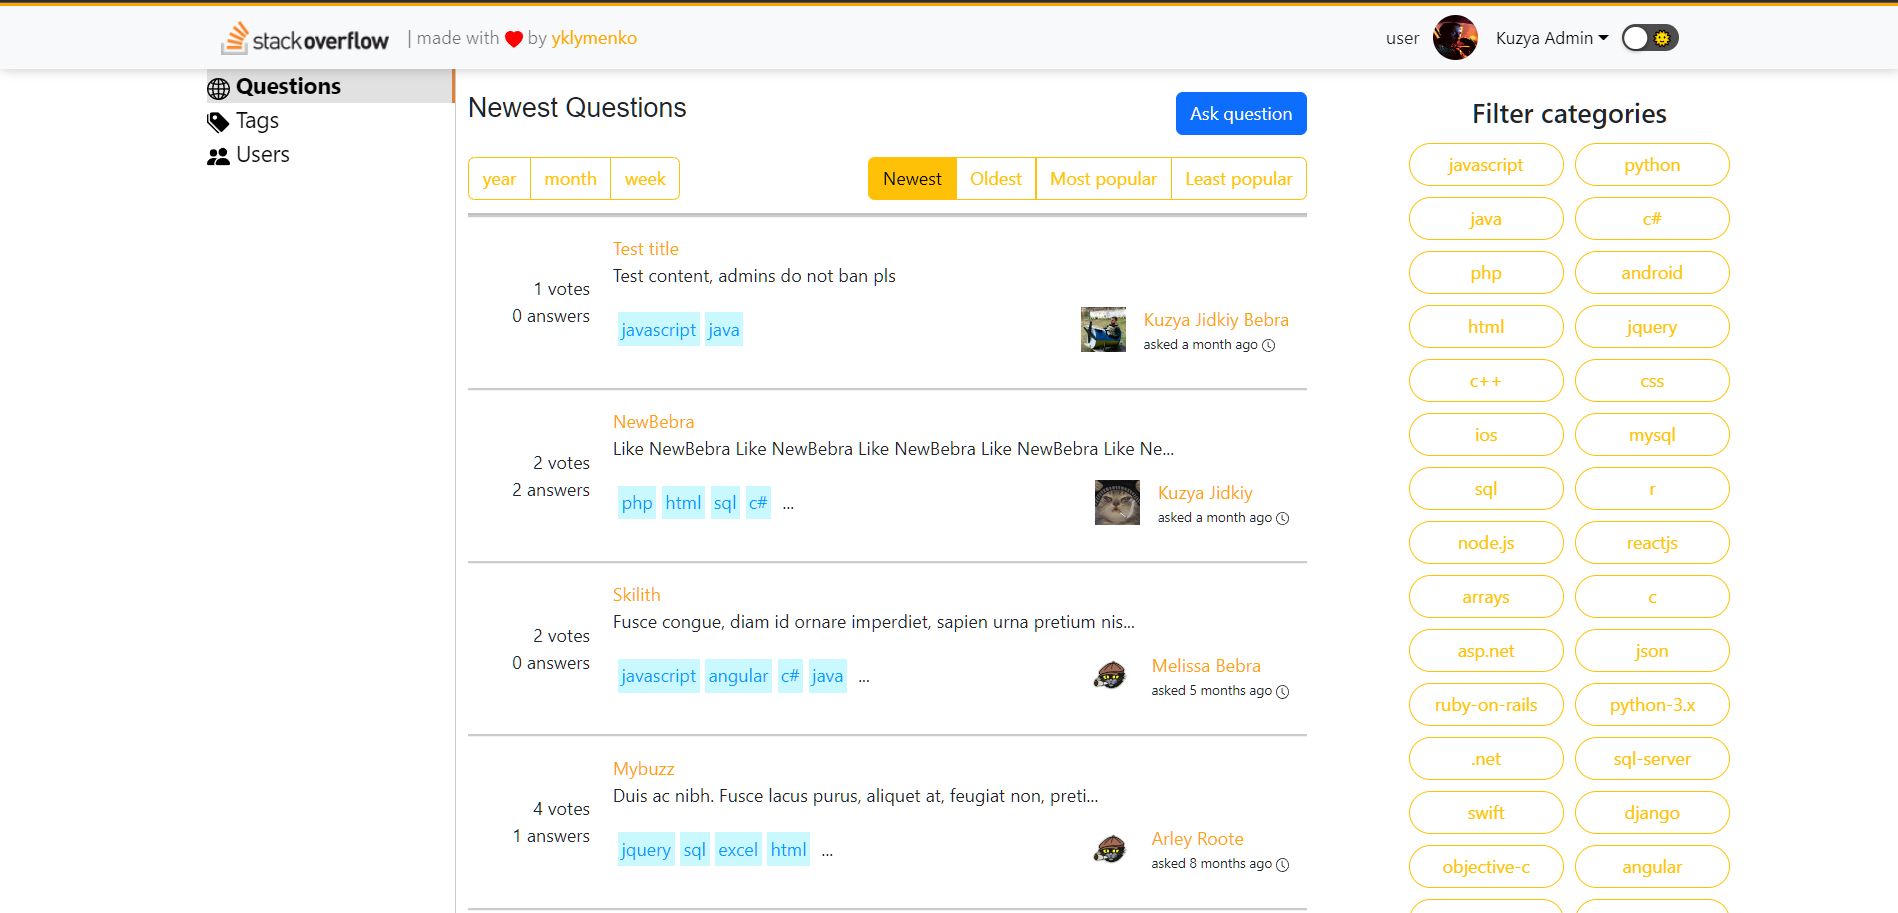 stackoverflow | made with by yklymenko
user Kuzya Admin
Questions
Tags
Users
Newest Questions
Ask question
year month week
Newest Oldest Most popular Least popular
Test title
Test content, admins do not ban pls
1 votes
0 answers
javascript java
Kuzya Jidkiy Bebra
asked a month ago
NewBebra
Like NewBebra Like NewBebra Like NewBebra Like NewBebra Like Ne...
2 votes
2 answers
php html sql c# ...
Kuzya Jidkiy
asked a month ago
Skilith
Fusce congue, diam id ornare imperdiet, sapien urna pretium nis...
2 votes
0 answers
javascript angular c# java ...
Melissa Bebra
asked 5 months ago
Mybuzz
Duis ac nibh. Fusce lacus purus, aliquet at, feugiat non, preti...
4 votes
1 answers
jquery sql excel html ...
Arley Roote
asked 8 months ago
Filter categories
javascript python
java c#
php android
html jquery
c++ css
ios mysql
sql r
node.js reactjs
arrays c
asp.net json
ruby-on-rails python-3.x
.net sql-server
swift django
objective-c angular